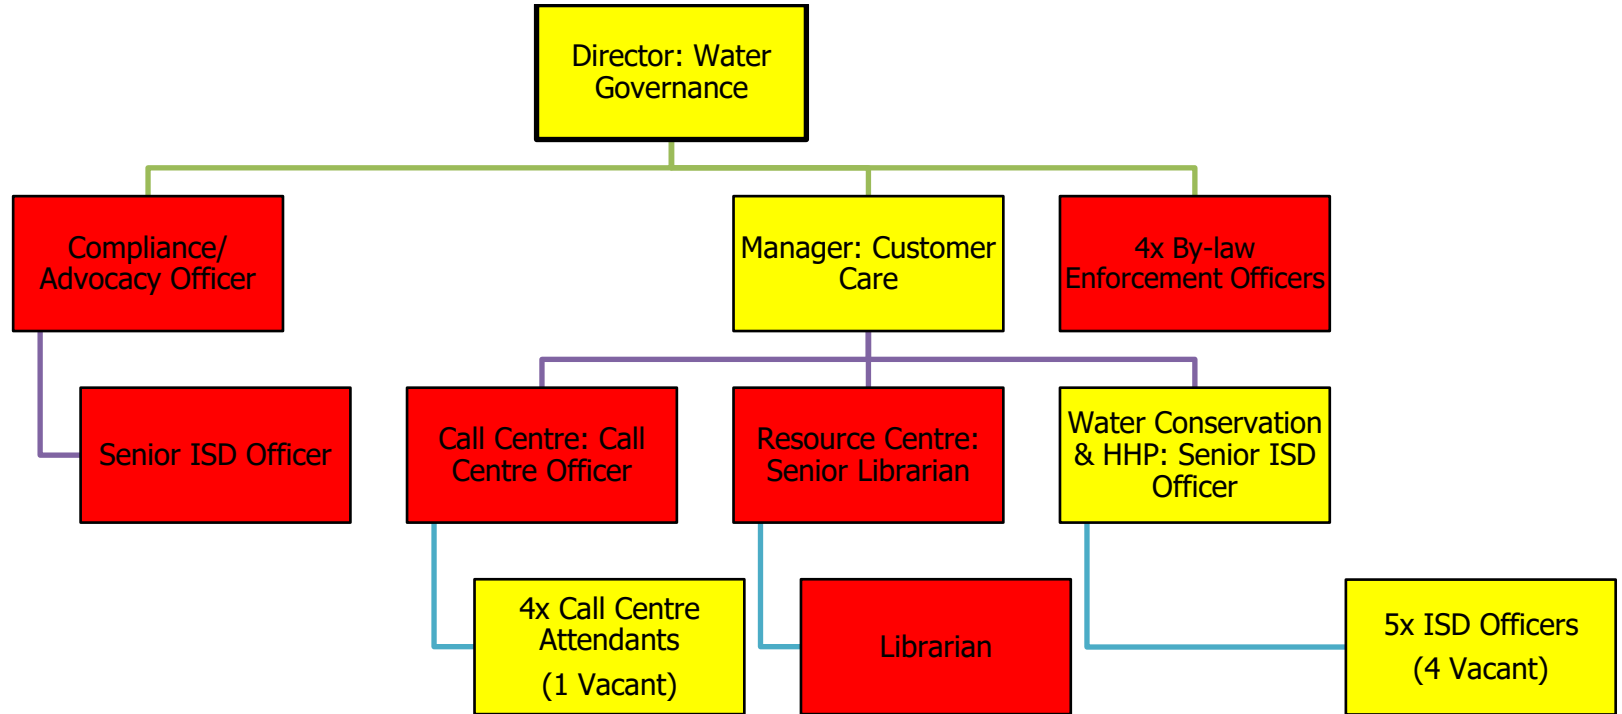 Director: Water
Governance
Compliance/
Advocacy Officer
Manager: Customer
Care
4x By-law
Enforcement Officers
Senior ISD Officer
Call Centre: Call
Centre Officer
Resource Centre:
Senior Librarian
Water Conservation
& HHP: Senior ISD
Officer
4x Call Centre
Attendants
(1 Vacant)
Librarian
5x ISD Officers
(4 Vacant)